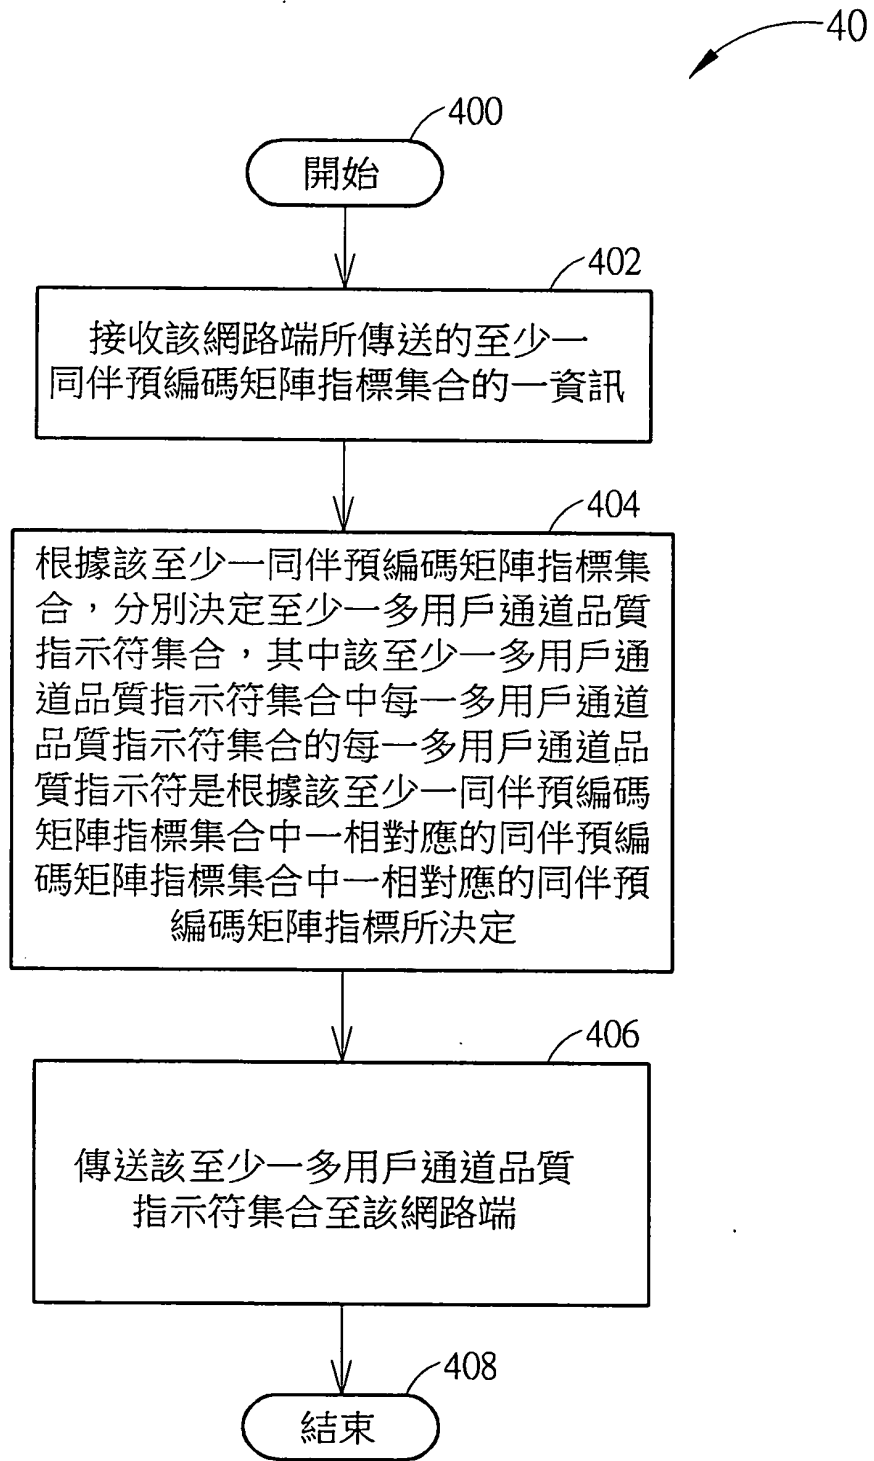 40
400
開始
402
接收該網路端所傳送的至少一
同伴預編碼矩陣指標集合的一資訊
404
根據該至少一同伴預編碼矩陣指標集
合，分別決定至少一多用戶通道品質
指示符集合，其中該至少一多用戶通
道品質指示符集合中每一多用戶通道
品質指示符集合的每一多用戶通道品
質指示符是根據該至少一同伴預編碼
矩陣指標集合中一相對應的同伴預編
碼矩陣指標集合中一相對應的同伴預
編碼矩陣指標所決定
406
傳送該至少一多用戶通道品質
指示符集合至該網路端
408
結束